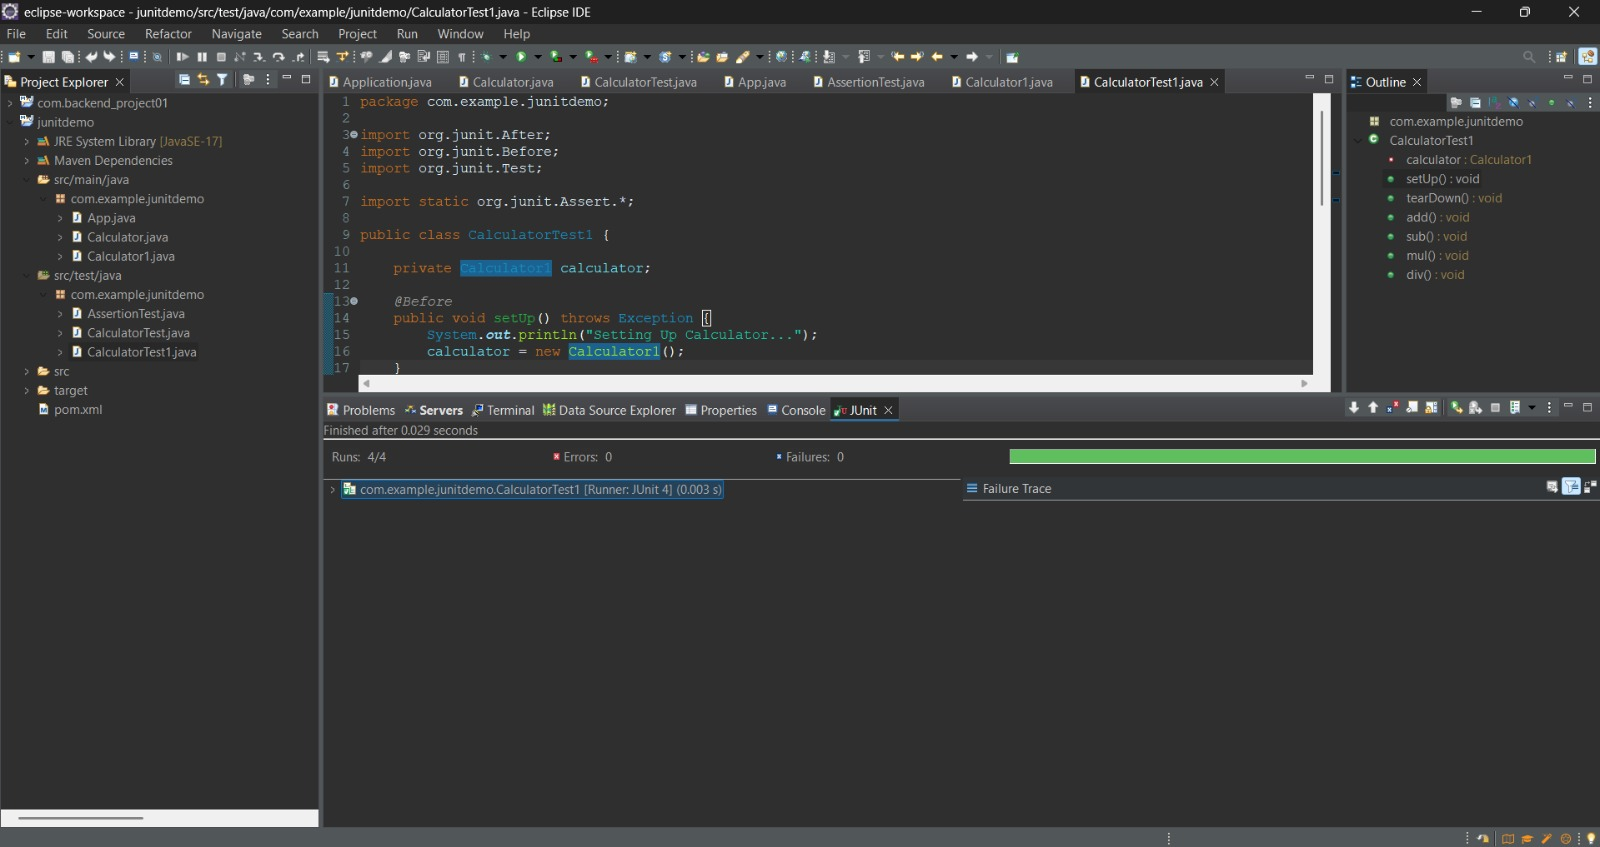 eclipse-workspace - junitdemo/src/test/java/com/example/junitdemo/CalculatorTest1.java - Eclipse IDE
File Edit Source Refactor Navigate Search Project Run Window Help
Project Explorer
com.backend_project01
junitdemo
JRE System Library [JavaSE-17]
Maven Dependencies
src/main/java
com.example.junitdemo
App.java
Calculator.java
Calculator1.java
src/test/java
com.example.junitdemo
AssertionTest.java
CalculatorTest.java
CalculatorTest1.java
src
target
pom.xml
Application.java Calculator.java CalculatorTest.java App.java AssertionTest.java Calculator1.java CalculatorTest1.java
1 package com.example.junitdemo;
2
3 import org.junit.After;
4 import org.junit.Before;
5 import org.junit.Test;
6
7 import static org.junit.Assert.*;
8
9 public class CalculatorTest1 {
10
11 private Calculator1 calculator;
12
13 @Before
14 public void setUp() throws Exception {
15 System.out.println("Setting Up Calculator...");
16 calculator = new Calculator1();
17 }
Outline
com.example.junitdemo
CalculatorTest1
calculator : Calculator1
setUp() : void
tearDown() : void
add() : void
sub() : void
mul() : void
div() : void
Problems Servers Terminal Data Source Explorer Properties Console JUnit
Finished after 0.029 seconds
Runs: 4/4 Errors: 0 Failures: 0
com.example.junitdemo.CalculatorTest1 [Runner: JUnit 4] (0.003 s)
Failure Trace